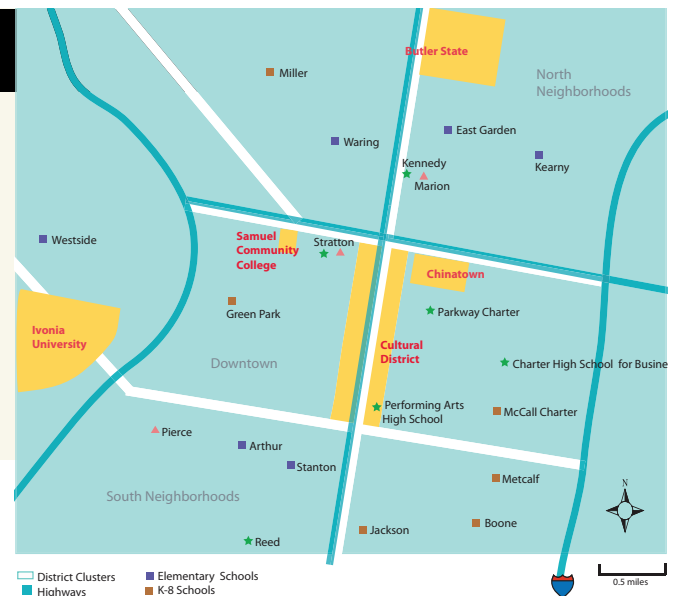 Butler State
Miller
North
Neighborhoods
East Garden
Waring
Kennedy
Kearny
Marion
Samuel
Community
College
Stratton
Westside
Chinatown
Green Park
Parkway Charter
Ivonia
University
Cultural
District
Downtown
Charter High School for Busine
Performing Arts
High School
McCall Charter
Pierce
Arthur
Stanton
Metcalf
South Neighborhoods
N
Boone
Jackson
Reed
District Clusters
Elementary Schools
0.5 miles
Highways
K-8 Schools